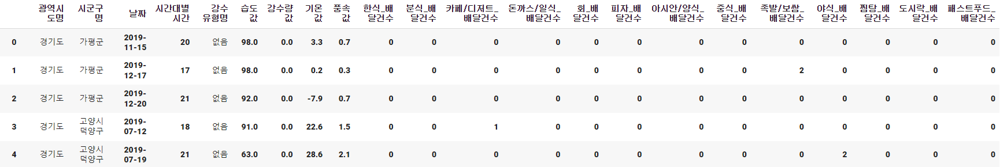 광역시도명 시군구명 날짜 시간대별시간 강수유형명 습도값 강수량값 기온값 풍속값 한식_배달건수 분식_배달건수 카페/디저트_배달건수 돈까스/일식_배달건수 회_배달건수 피자_배달건수 아시안/양식_배달건수 중식_배달건수 족발/보쌈_배달건수 야식_배달건수 찜탕_배달건수 도시락_배달건수 패스트푸드_배달건수
0 경기도 가평군 2019-11-15 20 없음 98.0 0.0 3.3 0.7 0 0 0 0 0 0 0 0 0 0 0 0 0
1 경기도 가평군 2019-12-17 17 없음 98.0 0.0 0.2 0.3 0 0 0 0 0 0 0 0 2 0 0 0 0
2 경기도 가평군 2019-12-20 21 없음 92.0 0.0 -7.9 0.7 0 0 0 0 0 0 0 0 0 0 0 0 0
3 경기도 고양시 덕양구 2019-07-12 18 없음 91.0 0.0 22.6 1.5 0 0 1 0 0 0 0 0 0 0 0 0 0
4 경기도 고양시 덕양구 2019-07-19 21 없음 63.0 0.0 28.6 2.1 0 0 0 0 0 0 0 0 0 2 0 0 0